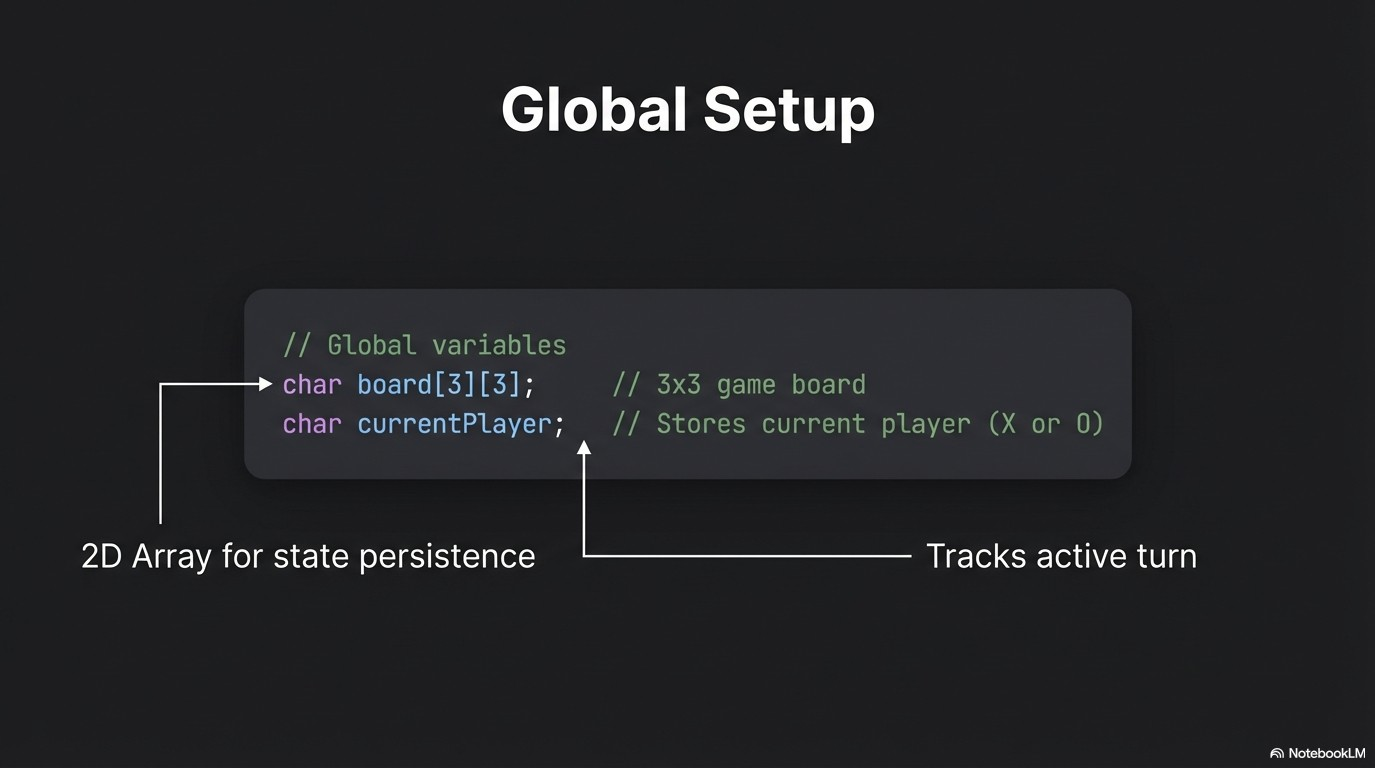 Global Setup
// Global variables
char board[3][3];     // 3x3 game board
char currentPlayer;   // Stores current player (X or O)
2D Array for state persistence
Tracks active turn
NotebookLM